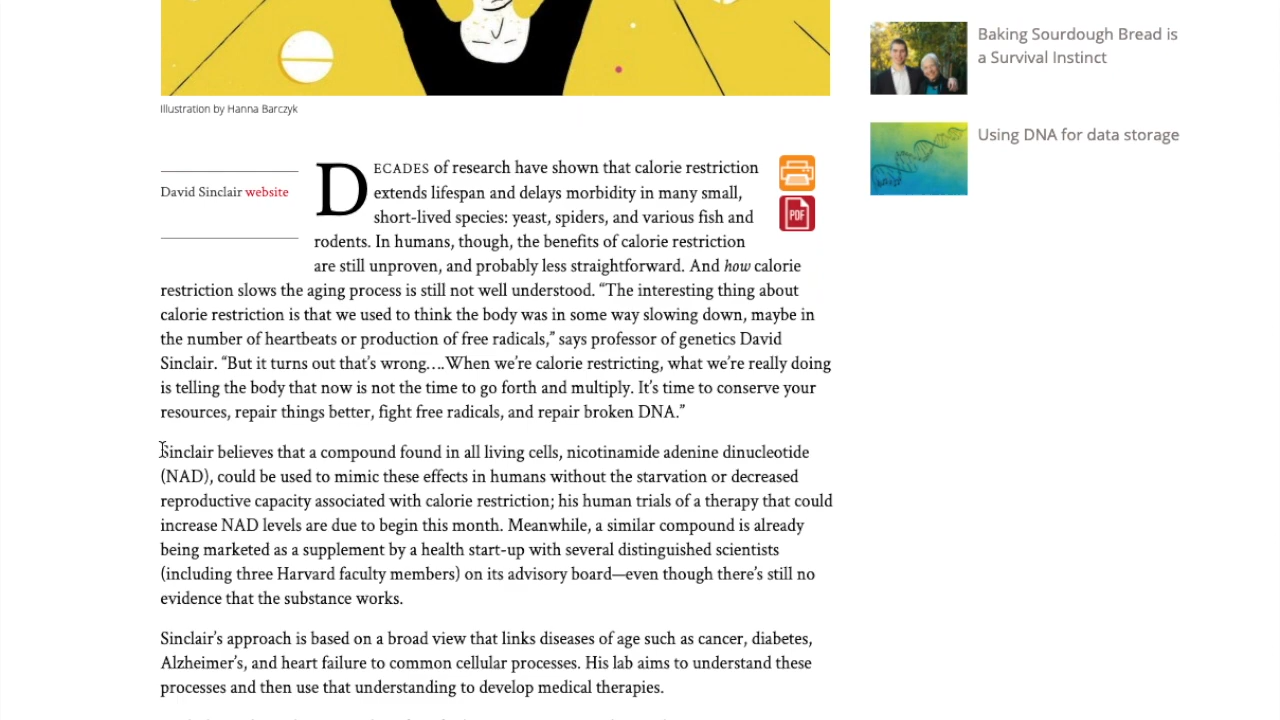 Illustration by Hanna Barczyk
David Sinclair website
DECADES of research have shown that calorie restriction
extends lifespan and delays morbidity in many small,
short-lived species: yeast, spiders, and various fish and
rodents. In humans, though, the benefits of calorie restriction
are still unproven, and probably less straightforward. And how calorie
restriction slows the aging process is still not well understood. “The interesting thing about
calorie restriction is that we used to think the body was in some way slowing down, maybe in
the number of heartbeats or production of free radicals,” says professor of genetics David
Sinclair. “But it turns out that’s wrong….When we’re calorie restricting, what we’re really doing
is telling the body that now is not the time to go forth and multiply. It’s time to conserve your
resources, repair things better, fight free radicals, and repair broken DNA.”
Sinclair believes that a compound found in all living cells, nicotinamide adenine dinucleotide
(NAD), could be used to mimic these effects in humans without the starvation or decreased
reproductive capacity associated with calorie restriction; his human trials of a therapy that could
increase NAD levels are due to begin this month. Meanwhile, a similar compound is already
being marketed as a supplement by a health start-up with several distinguished scientists
(including three Harvard faculty members) on its advisory board—even though there’s still no
evidence that the substance works.
Sinclair’s approach is based on a broad view that links diseases of age such as cancer, diabetes,
Alzheimer’s, and heart failure to common cellular processes. His lab aims to understand these
processes and then use that understanding to develop medical therapies.
PDF
Baking Sourdough Bread is
a Survival Instinct
Using DNA for data storage